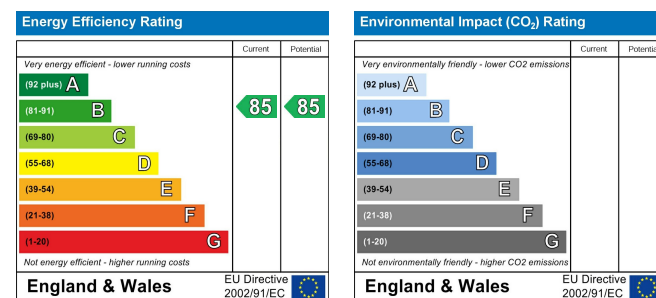 Energy Efficiency Rating
Current Potential
Very energy efficient - lower running costs
(92 plus) A
(81-91) B
85 85
(69-80) C
(55-68) D
(39-54) E
(21-38) F
(1-20) G
Not energy efficient - higher running costs
England & Wales
EU Directive
2002/91/EC
Environmental Impact (CO₂) Rating
Current Potentia
Very environmentally friendly - lower CO2 emissions
(92 plus) A
(81-91) B
(69-80) C
(55-68) D
(39-54) E
(21-38) F
(1-20) G
Not environmentally friendly - higher CO2 emissions
England & Wales
EU Directive
2002/91/EC